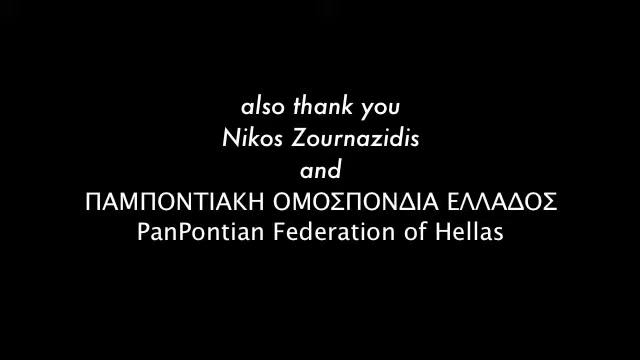 also thank you
Nikos Zournazidis
and
ΠΑΜΠΟΝΤΙΑΚΗ ΟΜΟΣΠΟΝΔΙΑ ΕΛΛΑΔΟΣ
PanPontian Federation of Hellas